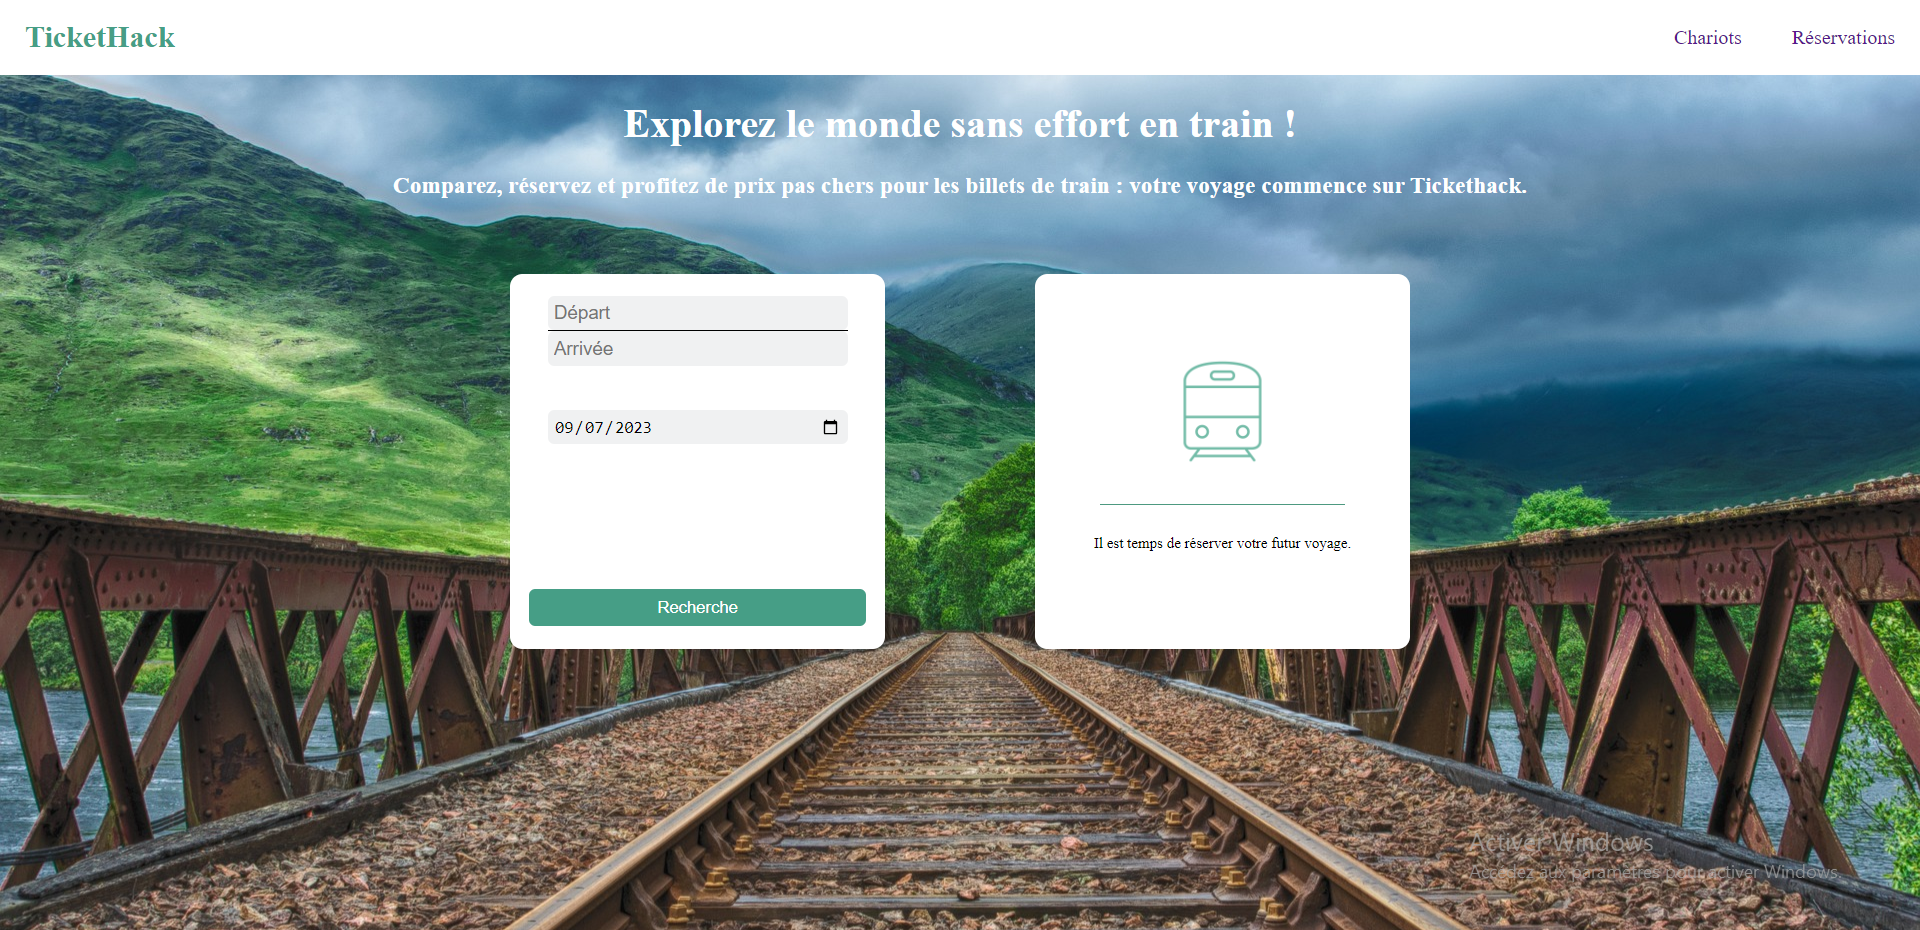 TicketHack
Chariots
Réservations
Explorez le monde sans effort en train !
Comparez, réservez et profitez de prix pas chers pour les billets de train : votre voyage commence sur Tickethack.
Départ
Arrivée
09/07/2023
Recherche
Il est temps de réserver votre futur voyage.
Activer Windows
Accédez aux paramètres pour activer Windows.